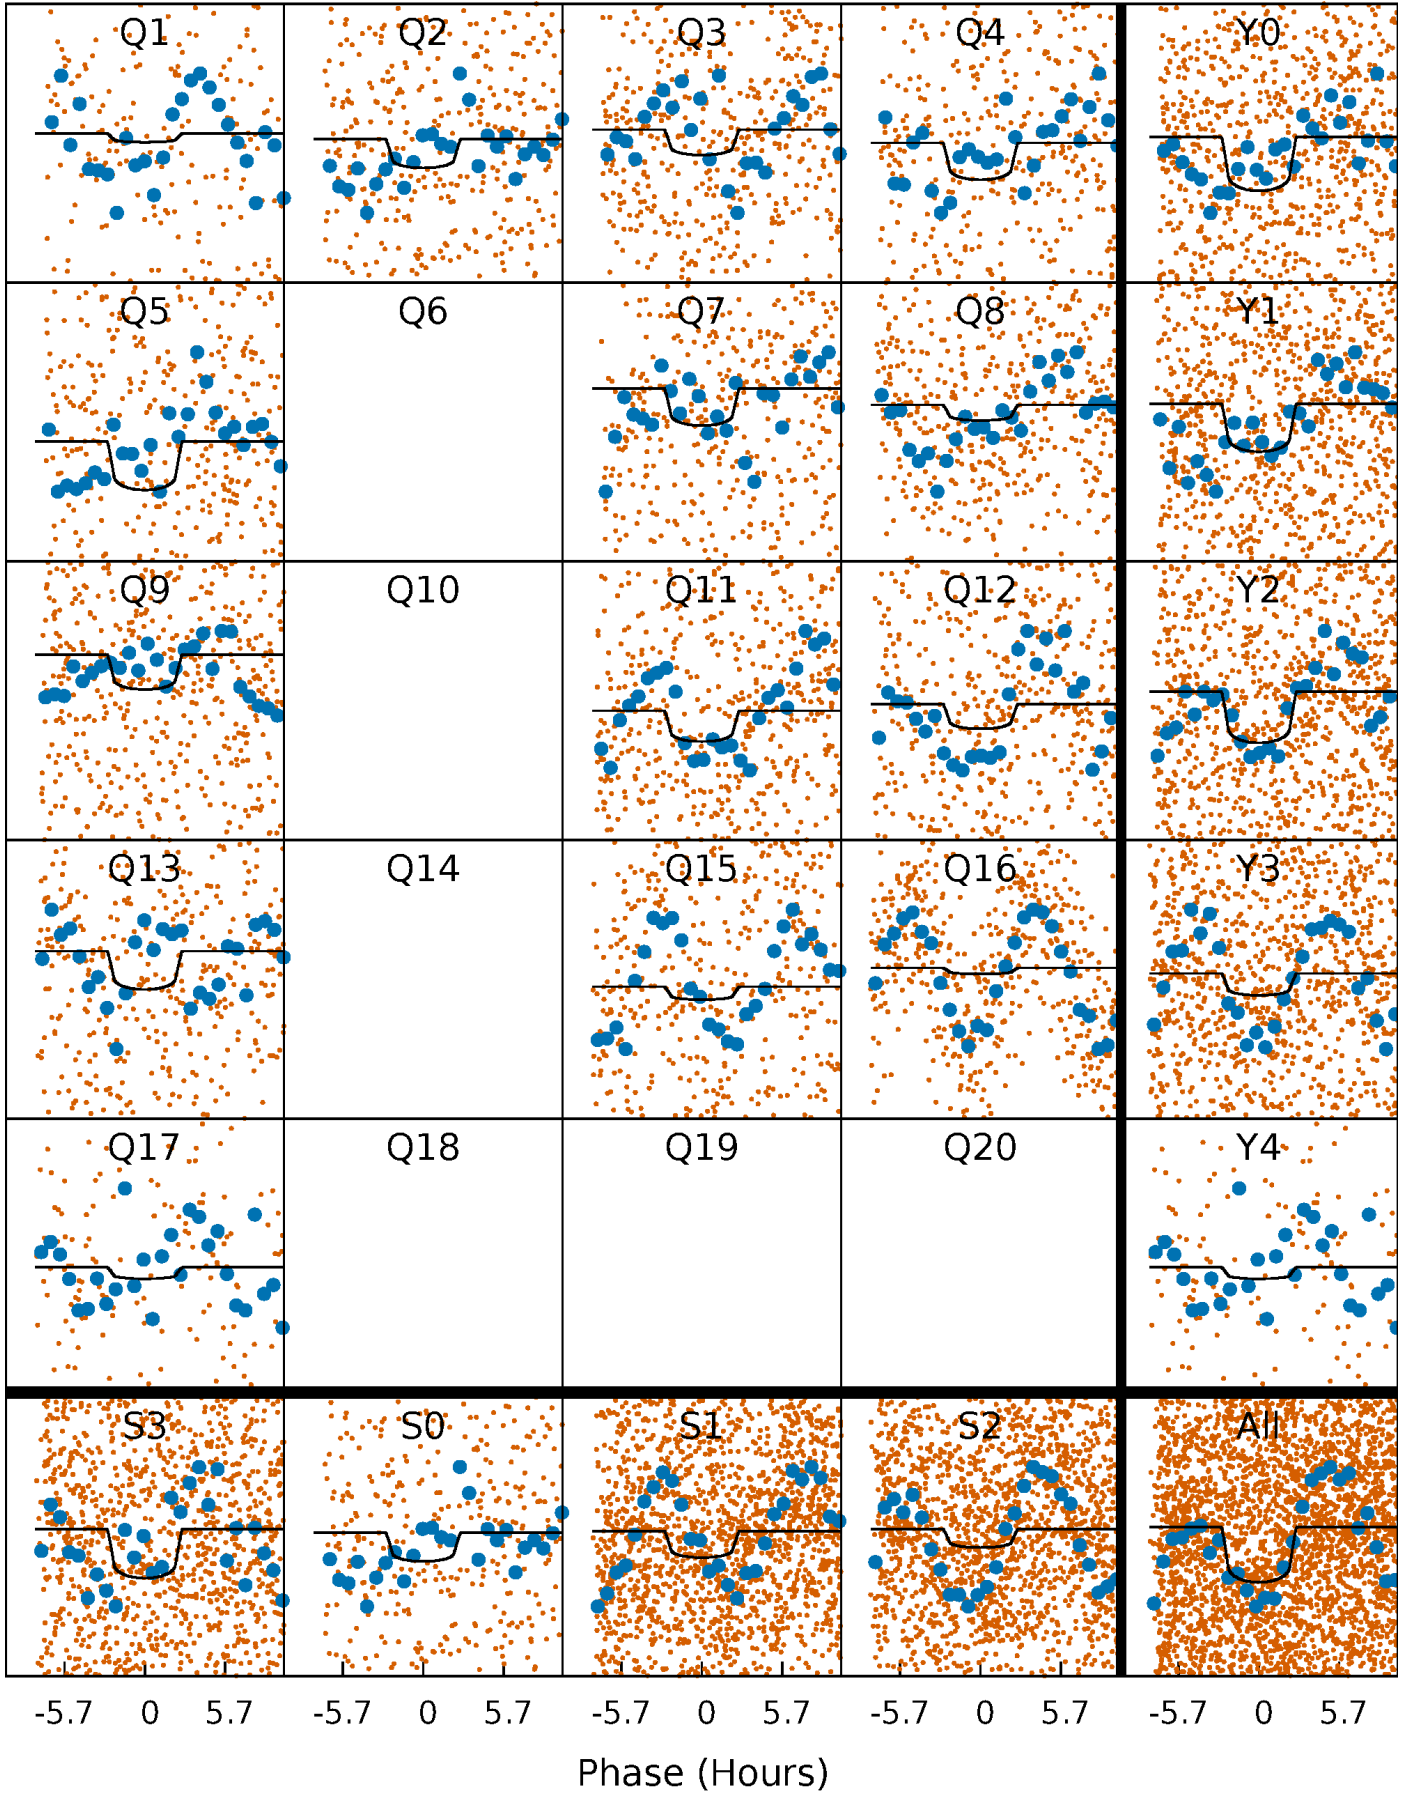 Q1 Q2 Q3 Q4 Y0
Q5 Q6 Q7 Q8 Y1
Q9 Q10 Q11 Q12 Y2
Q13 Q14 Q15 Q16 Y3
Q17 Q18 Q19 Q20 Y4
S3 S0 S1 S2 All
-5.7 0 5.7 -5.7 0 5.7 -5.7 0 5.7 -5.7 0 5.7 -5.7 0 5.7
Phase (Hours)